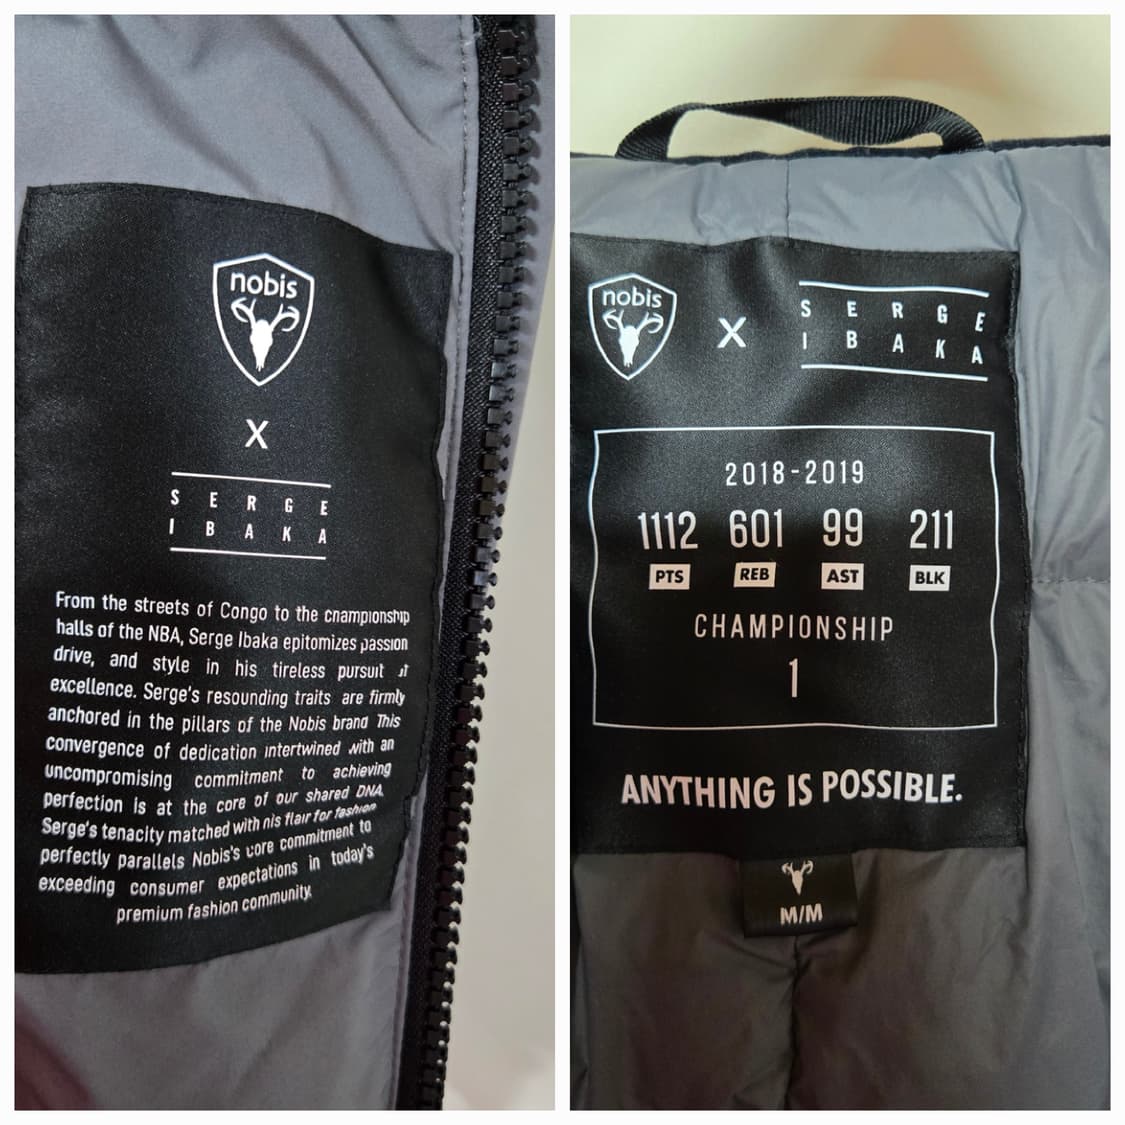 nobis
X
SERGE
IBAKA
From the streets of Congo to the championship
halls of the NBA, Serge Ibaka epitomizes passion
drive, and style in his tireless pursuit
excellence. Serge's resounding traits are firmly
anchored in the pillars of the Nobis brand This
convergence of dedication intertwined with an
uncompromising commitment to achieving
perfection is at the core of our shared DNA.
Serge's tenacity matched with his flair for fashion
perfectly parallels Nobis's core commitment to
exceeding consumer expectations in today's
premium fashion community.
nobis X SERGE
IBAKA
2018-2019
1112 601 99 211
PTS REB AST BLK
CHAMPIONSHIP
1
ANYTHING IS POSSIBLE.
M/M